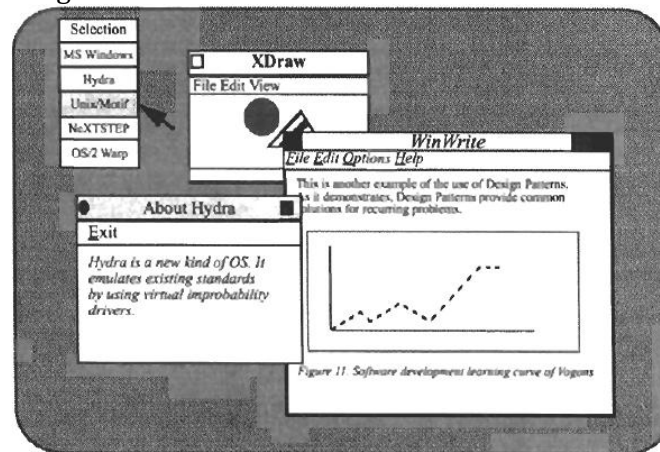 Selection
MS Windows
Hydra
Unix/Motif
NeXTSTEP
OS/2 Warp
XDraw
File Edit View
WinWrite
File Edit Options Help
This is another example of the use of Design Patterns.
As it demonstrates, Design Patterns provide common
solutions for recurring problems.
Figure 11. Software development learning curve of Vogons
About Hydra
Exit
Hydra is a new kind of OS. It
emulates existing standards
by using virtual improbability
drivers.